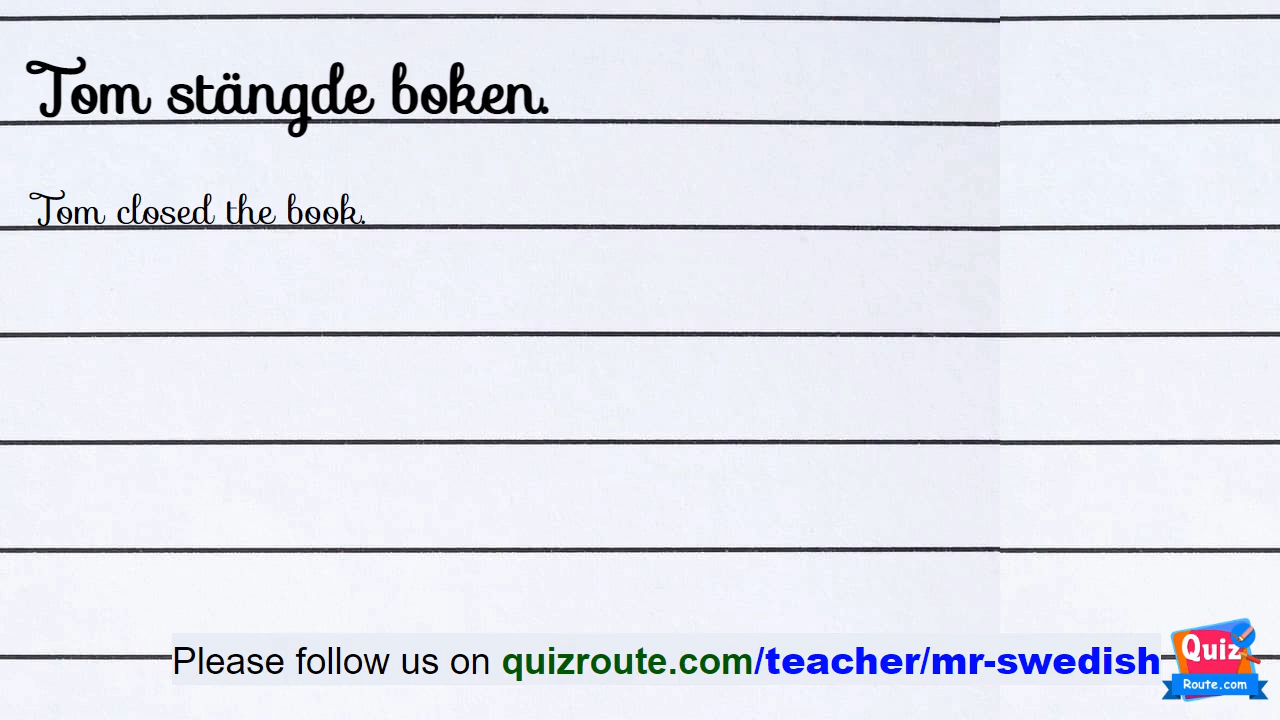 Tom stängde boken.
Tom closed the book.
Please follow us on quizroute.com/teacher/mr-swedish
Quiz
Route.com